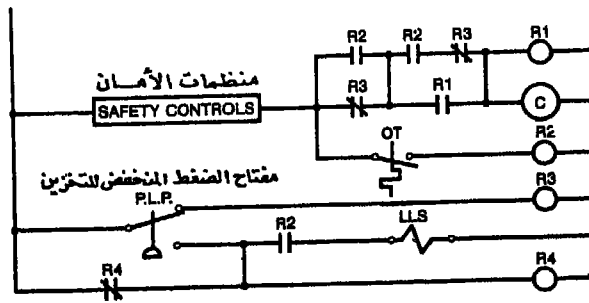 R2 R2 R3 R1
منظمات الأمان
SAFETY CONTROLS
R3 R1 C
OT R2
مفتاح الضغط المنخفض للتخزين
P.L.P. R3
R2 LLS
R4 R4